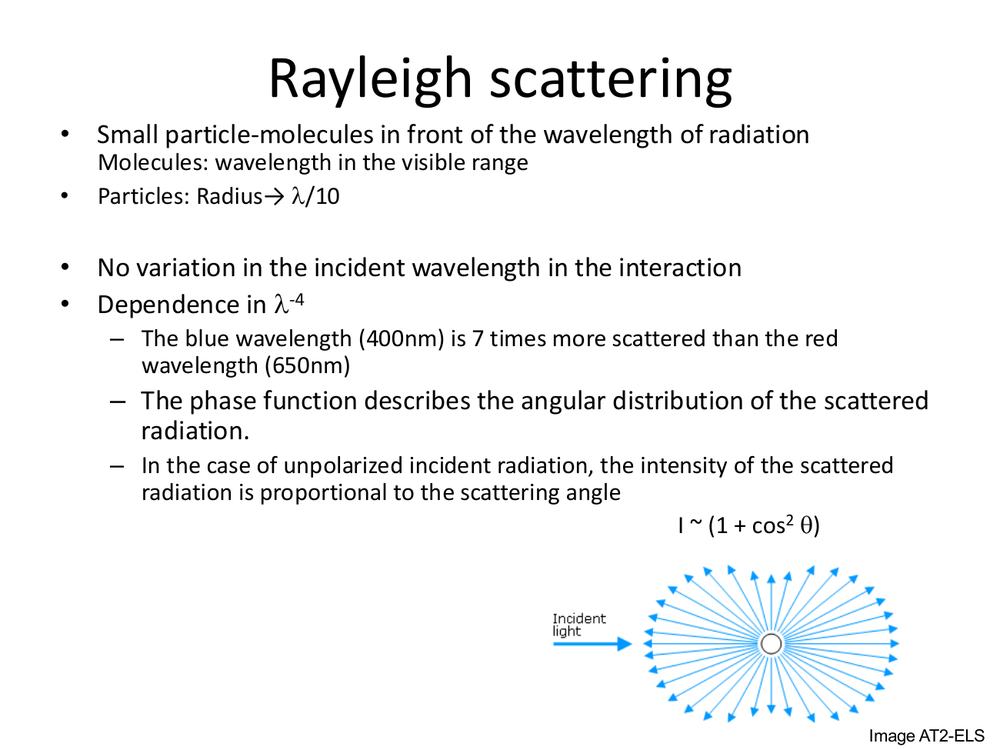 Rayleigh scattering
• Small particle-molecules in front of the wavelength of radiation
Molecules: wavelength in the visible range
• Particles: Radius→ λ/10
• No variation in the incident wavelength in the interaction
• Dependence in λ⁻⁴
– The blue wavelength (400nm) is 7 times more scattered than the red
wavelength (650nm)
– The phase function describes the angular distribution of the scattered
radiation.
– In the case of unpolarized incident radiation, the intensity of the scattered
radiation is proportional to the scattering angle
I ~ (1 + cos² θ)
Incident
light
Image AT2-ELS